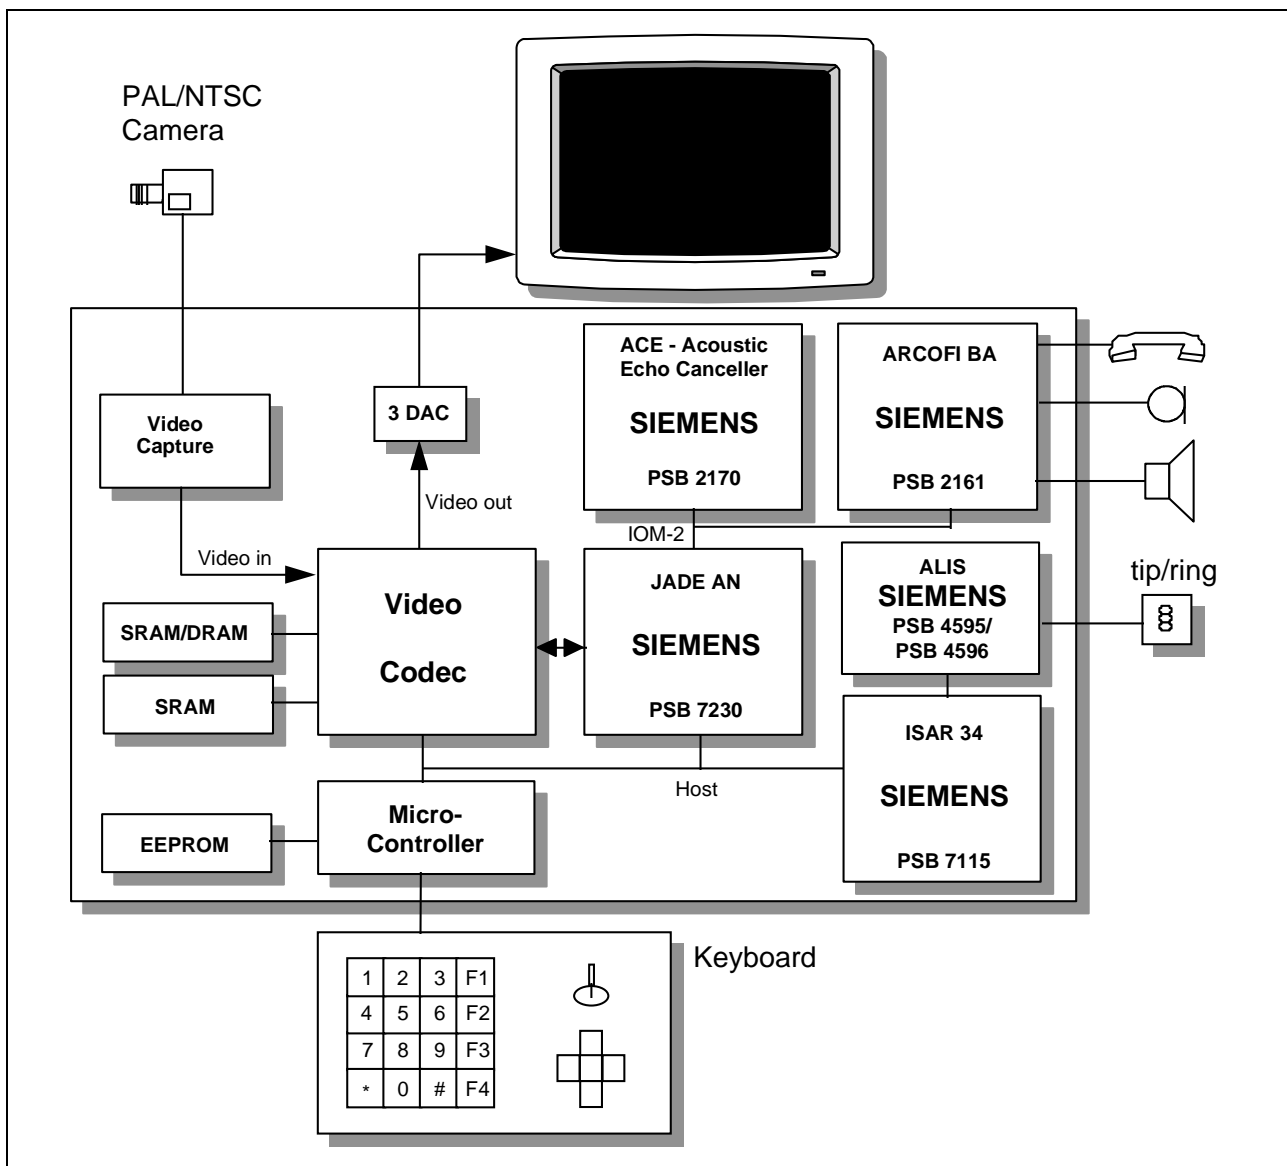 PAL/NTSC
Camera
ACE - Acoustic
Echo Canceller
SIEMENS
PSB 2170
ARCOFI BA
SIEMENS
PSB 2161
3 DAC
Video
Capture
Video out
IOM-2
Video in
Video
Codec
JADE AN
SIEMENS
PSB 7230
ALIS
SIEMENS
PSB 4595/
PSB 4596
tip/ring
SRAM/DRAM
SRAM
ISAR 34
SIEMENS
PSB 7115
Host
Micro-
Controller
EEPROM
Keyboard
1 2 3 F1
4 5 6 F2
7 8 9 F3
* 0 # F4